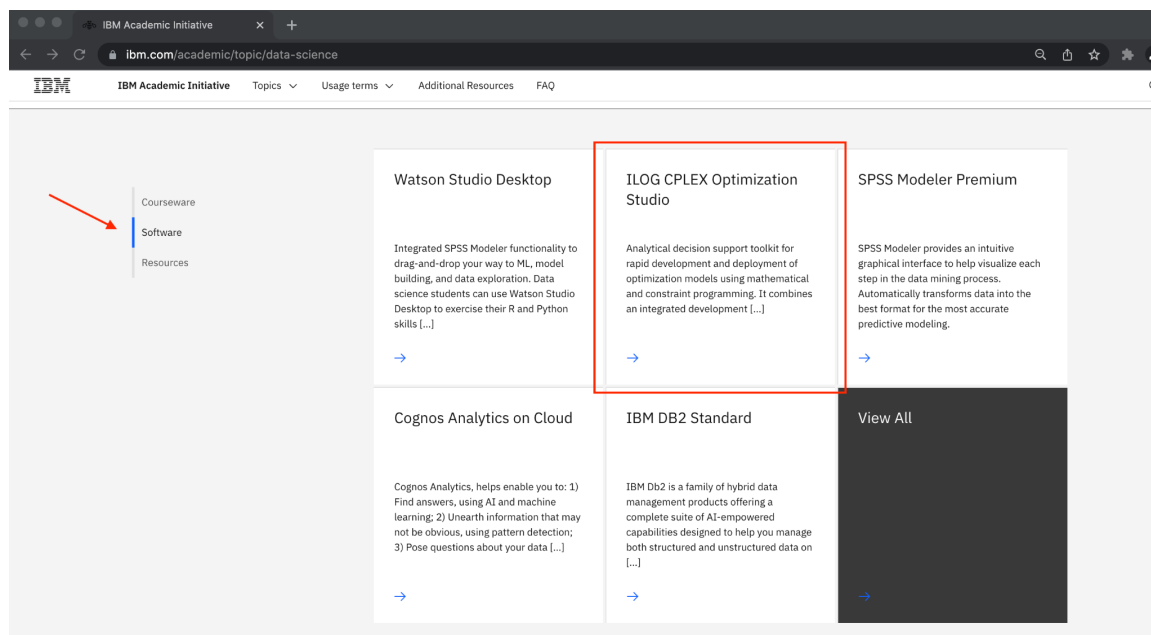 IBM Academic Initiative
ibm.com/academic/topic/data-science
IBM
IBM Academic Initiative
Topics
Usage terms
Additional Resources
FAQ
Courseware
Software
Resources
Watson Studio Desktop
Integrated SPSS Modeler functionality to
drag-and-drop your way to ML, model
building, and data exploration. Data
science students can use Watson Studio
Desktop to exercise their R and Python
skills [...]
ILOG CPLEX Optimization
Studio
Analytical decision support toolkit for
rapid development and deployment of
optimization models using mathematical
and constraint programming. It combines
an integrated development [...]
SPSS Modeler Premium
SPSS Modeler provides an intuitive
graphical interface to help visualize each
step in the data mining process.
Automatically transforms data into the
best format for the most accurate
predictive modeling.
Cognos Analytics on Cloud
Cognos Analytics, helps enable you to: 1)
Find answers, using AI and machine
learning; 2) Unearth information that may
not be obvious, using pattern detection;
3) Pose questions about your data [...]
IBM DB2 Standard
IBM Db2 is a family of hybrid data
management products offering a
complete suite of AI-empowered
capabilities designed to help you manage
both structured and unstructured data on
[...]
View All